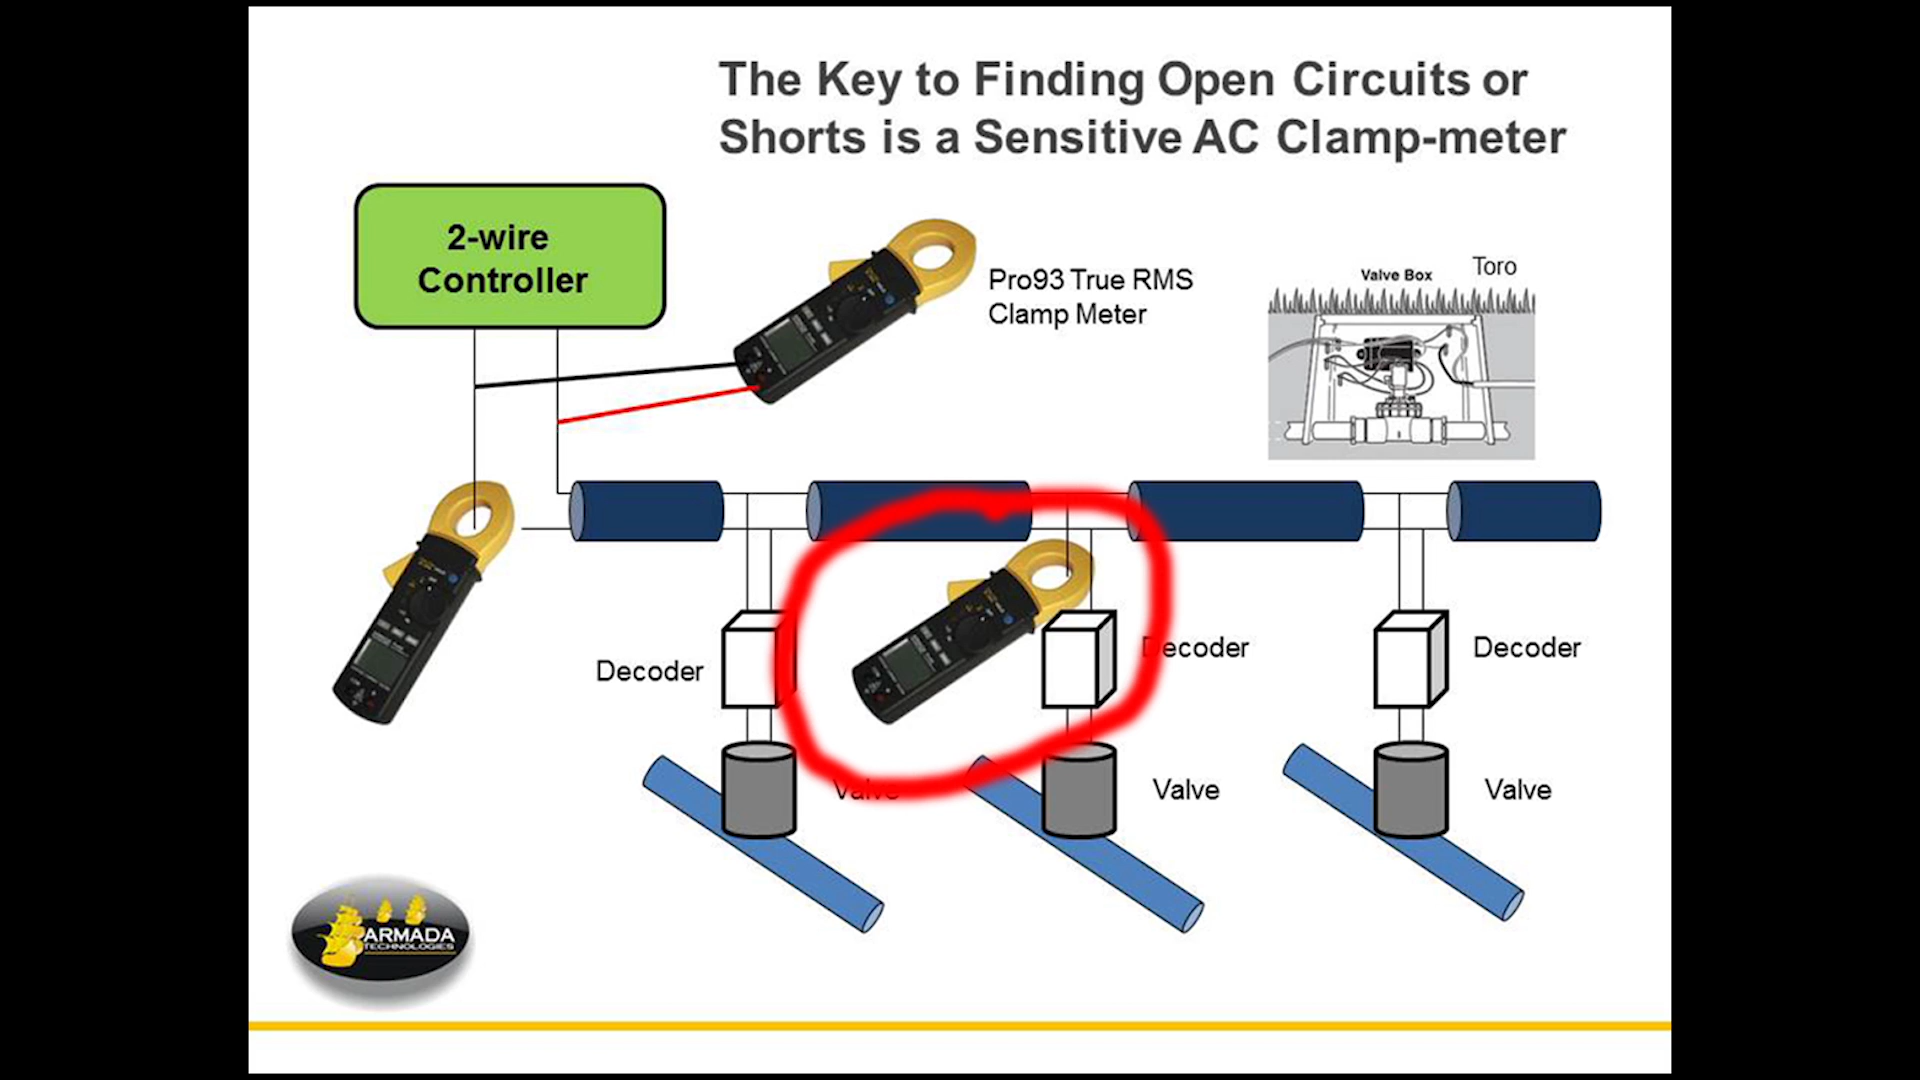 The Key to Finding Open Circuits or
Shorts is a Sensitive AC Clamp-meter
2-wire
Controller
Pro93 True RMS
Clamp Meter
Valve Box
Toro
Decoder
Decoder
Decoder
Valve
Valve
Valve
ARMADA
TECHNOLOGIES